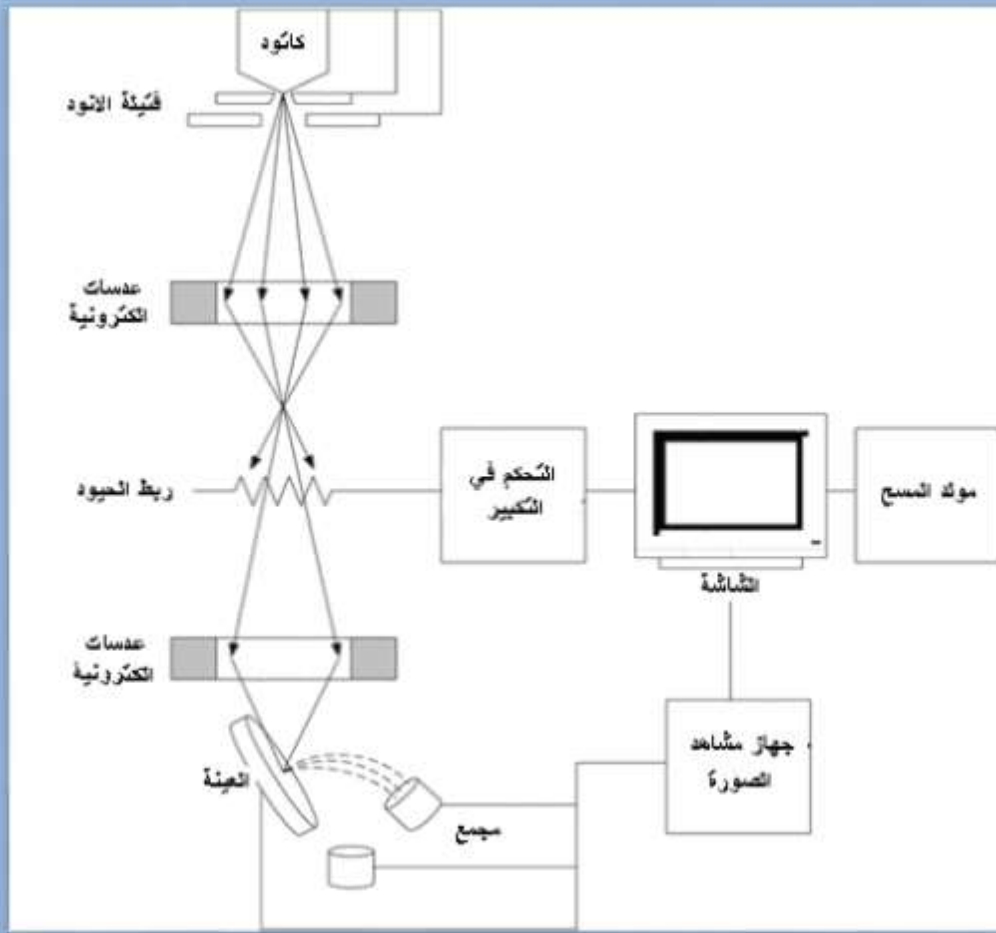 كاثود
فتيلة الانود
عدسات
الكترونية
ربط الحيود
التحكم في
التكبير
مولد المسح
الشاشة
عدسات
الكترونية
جهاز مشاهد
الصورة
العينة
مجمع